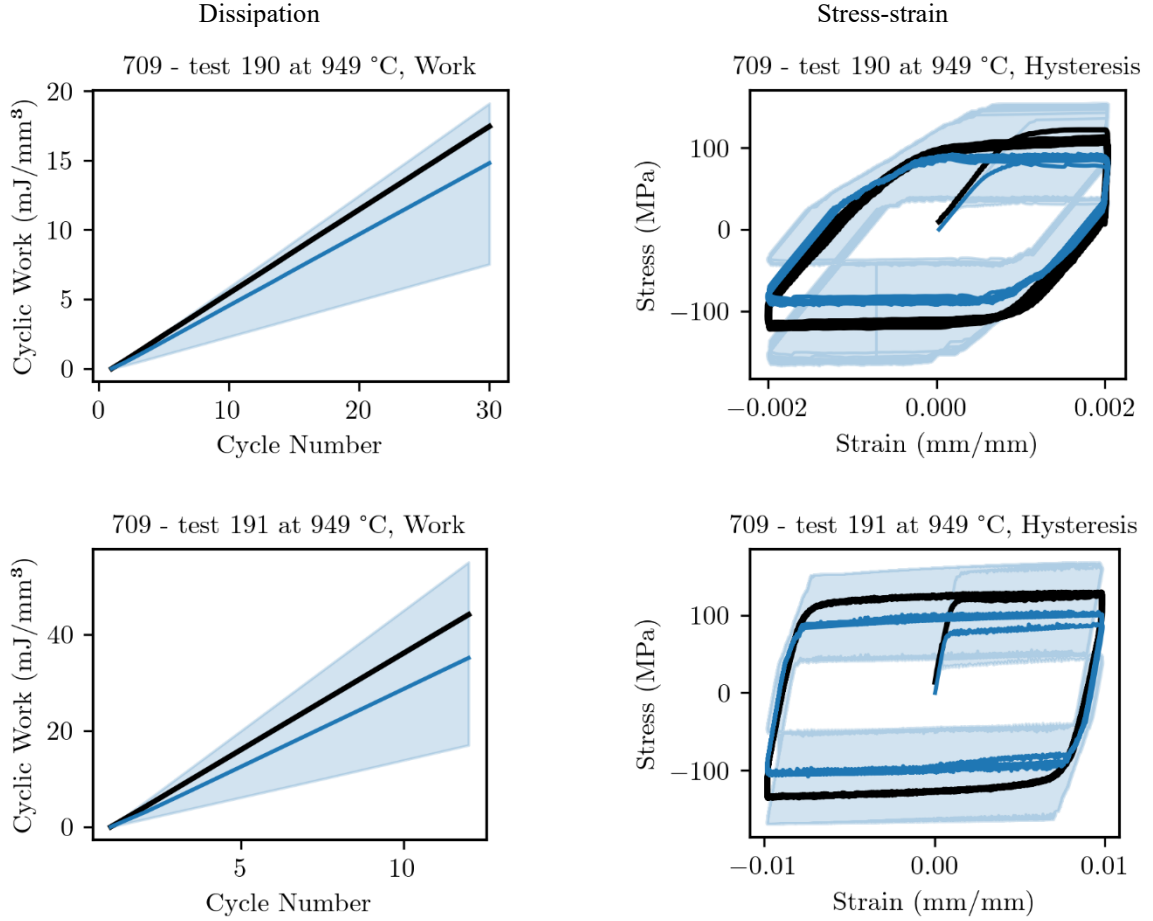 Dissipation
Stress-strain
709 - test 190 at 949 °C, Work
20
15
10
5
0
Cyclic Work (mJ/mm³)
0 10 20 30
Cycle Number
709 - test 190 at 949 °C, Hysteresis
100
0
−100
Stress (MPa)
−0.002 0.000 0.002
Strain (mm/mm)
709 - test 191 at 949 °C, Work
40
20
0
Cyclic Work (mJ/mm³)
5 10
Cycle Number
709 - test 191 at 949 °C, Hysteresis
100
0
−100
Stress (MPa)
−0.01 0.00 0.01
Strain (mm/mm)